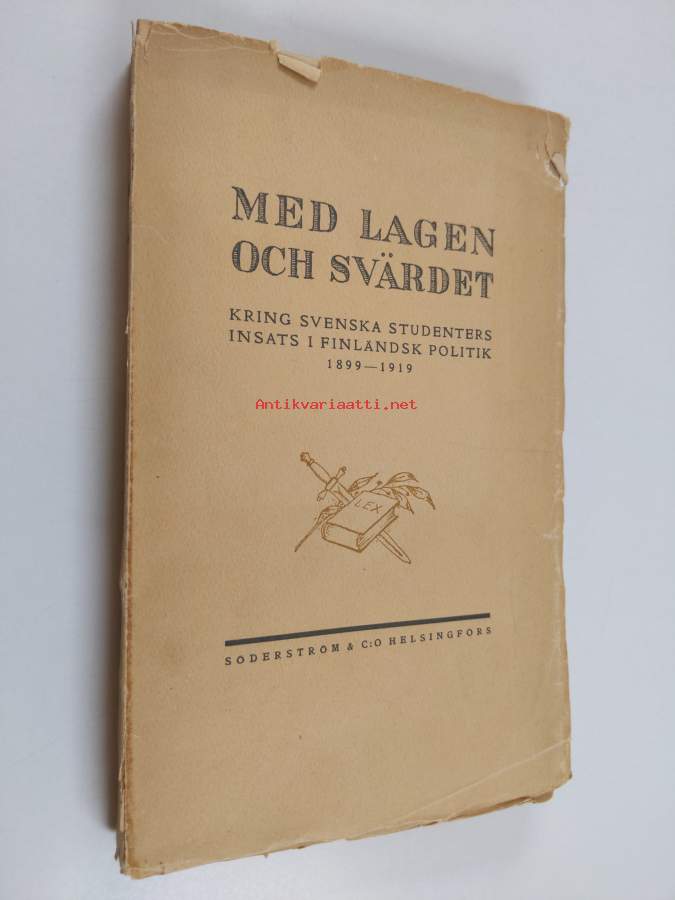 MED LAGEN
OCH SVÄRDET
KRING SVENSKA STUDENTERS
INSATS I FINLÄNDSK POLITIK
1899—1919
Antikvariaatti.net
LEX
SÖDERSTRÖM & C:O HELSINGFORS